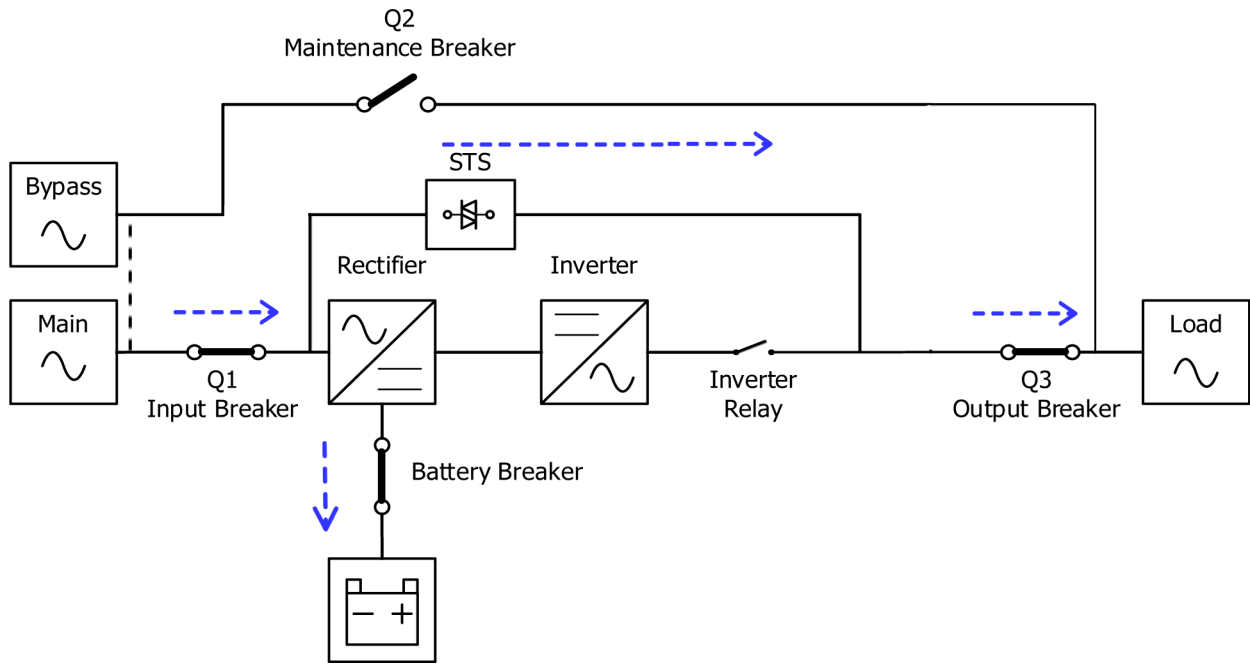 Q2
Maintenance Breaker
STS
Bypass
Rectifier
Inverter
Main
Load
Q1
Input Breaker
Inverter
Relay
Q3
Output Breaker
Battery Breaker